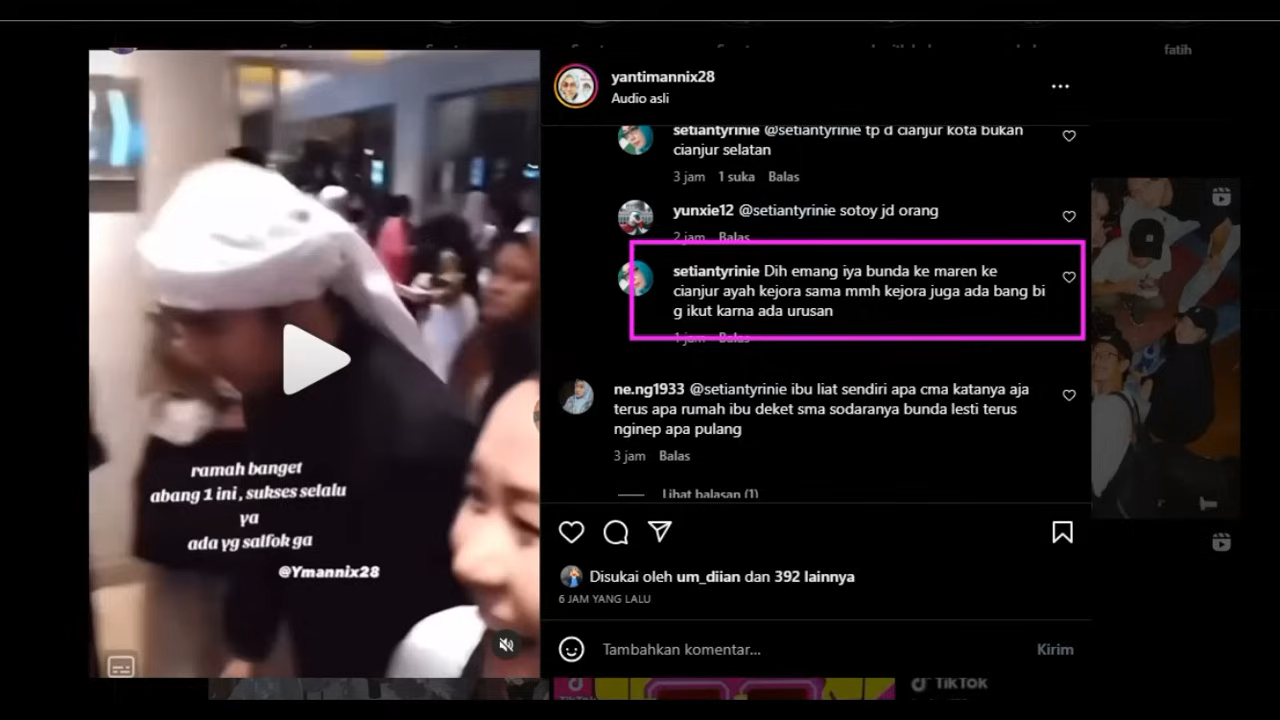 fatih
yantimannix28
Audio asli
setiantyrinie @setiantyrinie tp d cianjur kota bukan
cianjur selatan
3 jam 1 suka Balas
yunxie12 @setiantyrinie sotoy jd orang
2 jam Balas
setiantyrinie Dih emang iya bunda ke maren ke
cianjur ayah kejora sama mmh kejora juga ada bang bi
g ikut karna ada urusan
1 jam Balas
ne.ng1933 @setiantyrinie ibu liat sendiri apa cma katanya aja
terus apa rumah ibu deket sma sodaranya bunda lesti terus
nginep apa pulang
3 jam Balas
Lihat balasan (1)
ramah banget
abang 1 ini, sukses selalu
ya
ada yg salfok ga
@Ymannix28
Disukai oleh um_diian dan 392 lainnya
6 JAM YANG LALU
Tambahkan komentar...
Kirim
TikTok
TikTok